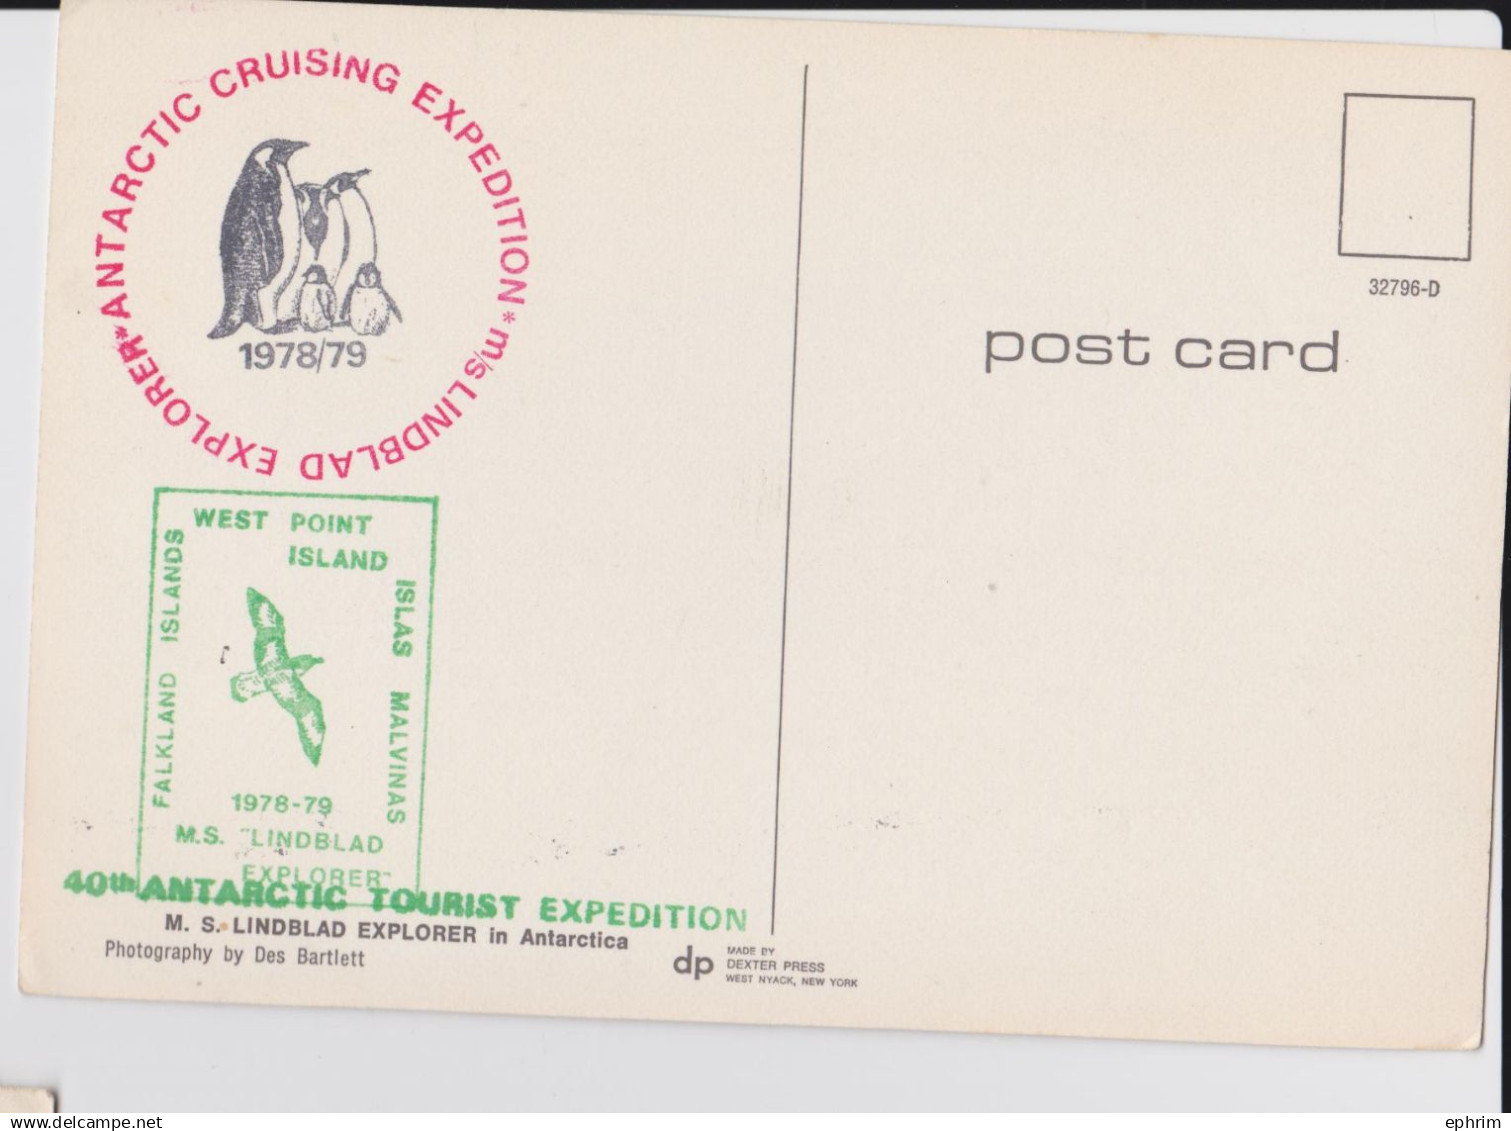 ANTARCTIC CRUISING EXPEDITION * m/s LINDBLAD EXPLORER *
1978/79
WEST POINT
ISLAND
FALKLAND ISLANDS
ISLAS MALVINAS
1978-79
M.S. "LINDBLAD
EXPLORER"
40th ANTARCTIC TOURIST EXPEDITION
M. S. LINDBLAD EXPLORER in Antarctica
Photography by Des Bartlett
dp
MADE BY
DEXTER PRESS
WEST NYACK, NEW YORK
32796-D
post card
delcampe.net
ephrim